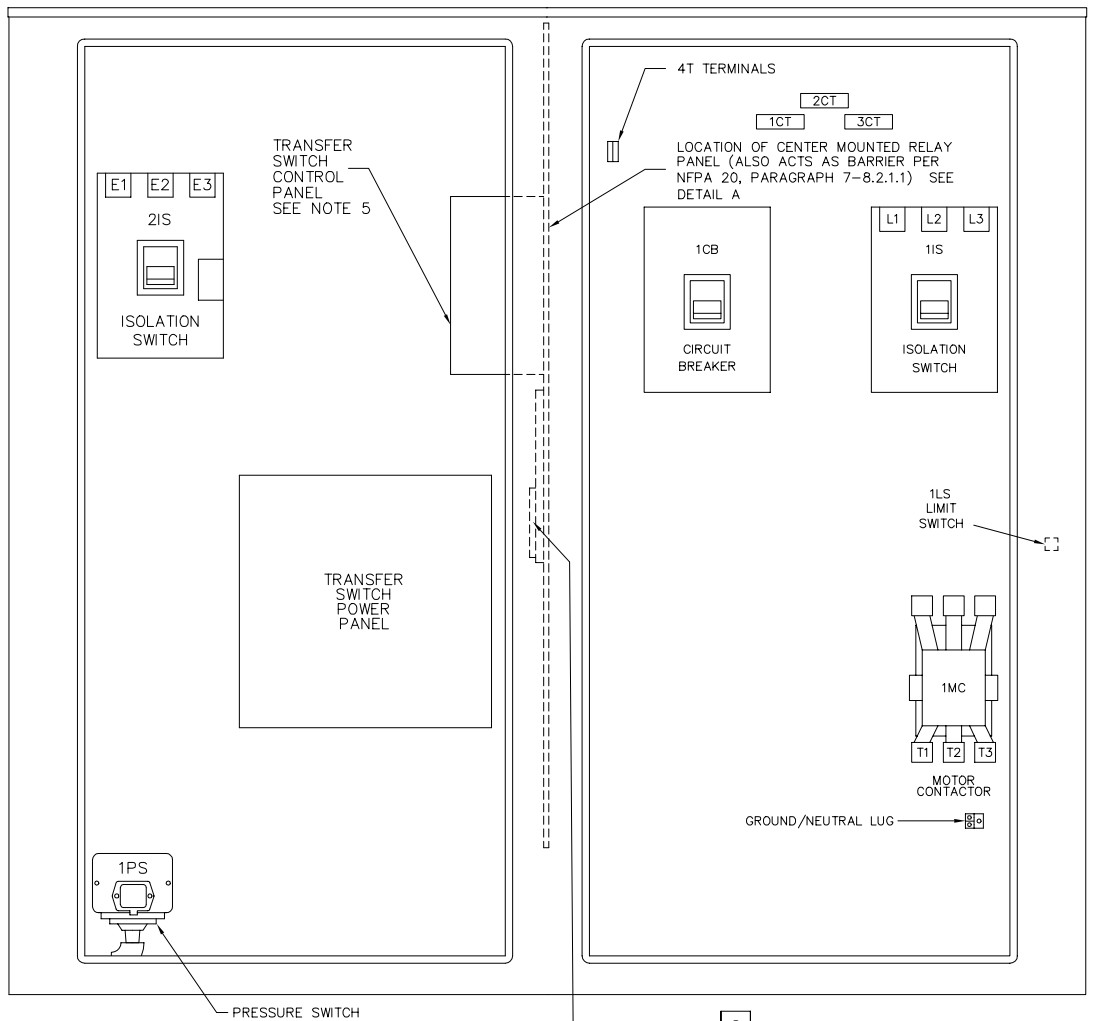 4T TERMINALS
2CT
1CT
3CT
TRANSFER
SWITCH
CONTROL
PANEL
SEE NOTE 5
LOCATION OF CENTER MOUNTED RELAY
PANEL (ALSO ACTS AS BARRIER PER
NFPA 20, PARAGRAPH 7-8.2.1.1) SEE
DETAIL A
E1 E2 E3
2IS
ISOLATION
SWITCH
1CB
CIRCUIT
BREAKER
L1 L2 L3
1IS
ISOLATION
SWITCH
1LS
LIMIT
SWITCH
TRANSFER
SWITCH
POWER
PANEL
1MC
T1 T2 T3
MOTOR
CONTACTOR
GROUND/NEUTRAL LUG
1PS
PRESSURE SWITCH